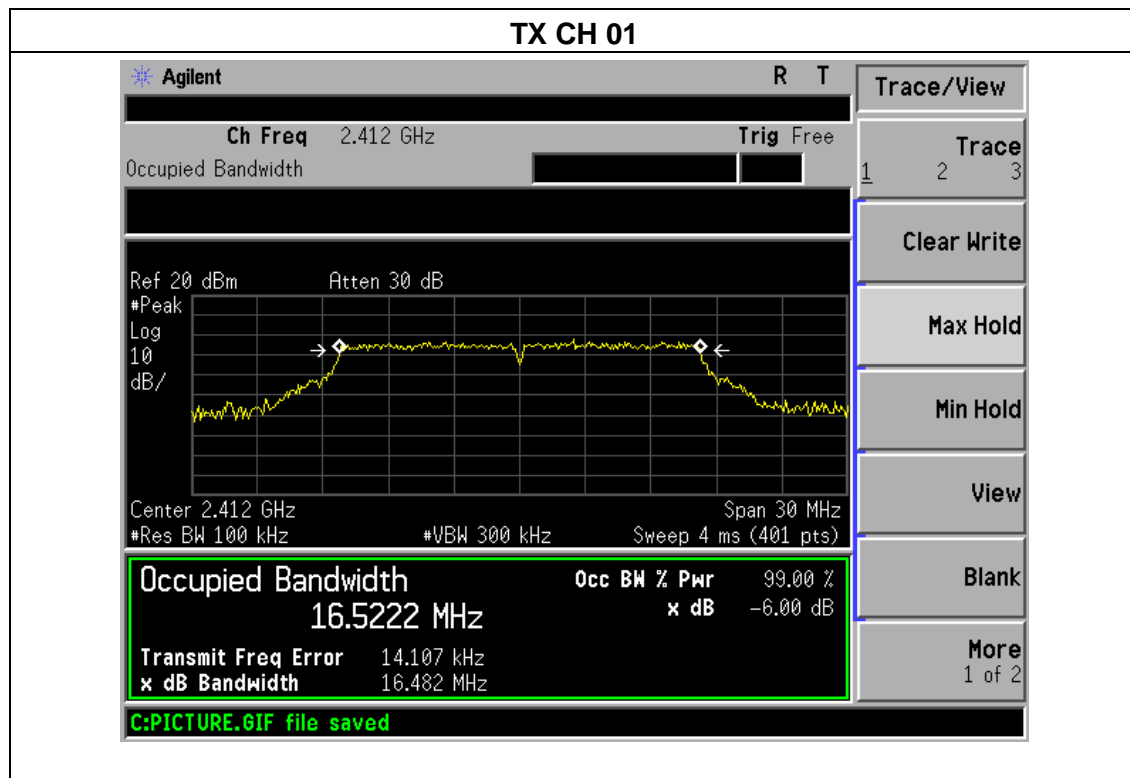 TX CH 01
Agilent R T
Trace/View
Ch Freq 2.412 GHz Trig Free
Occupied Bandwidth
Trace
1 2 3
Clear Write
Ref 20 dBm Atten 30 dB
#Peak
Log
10
dB/
Max Hold
Min Hold
View
Center 2.412 GHz Span 30 MHz
#Res BW 100 kHz #VBW 300 kHz Sweep 4 ms (401 pts)
Occupied Bandwidth Occ BW % Pwr 99.00 %
16.5222 MHz x dB -6.00 dB
Blank
Transmit Freq Error 14.107 kHz
x dB Bandwidth 16.482 MHz
More
1 of 2
C:PICTURE.GIF file saved